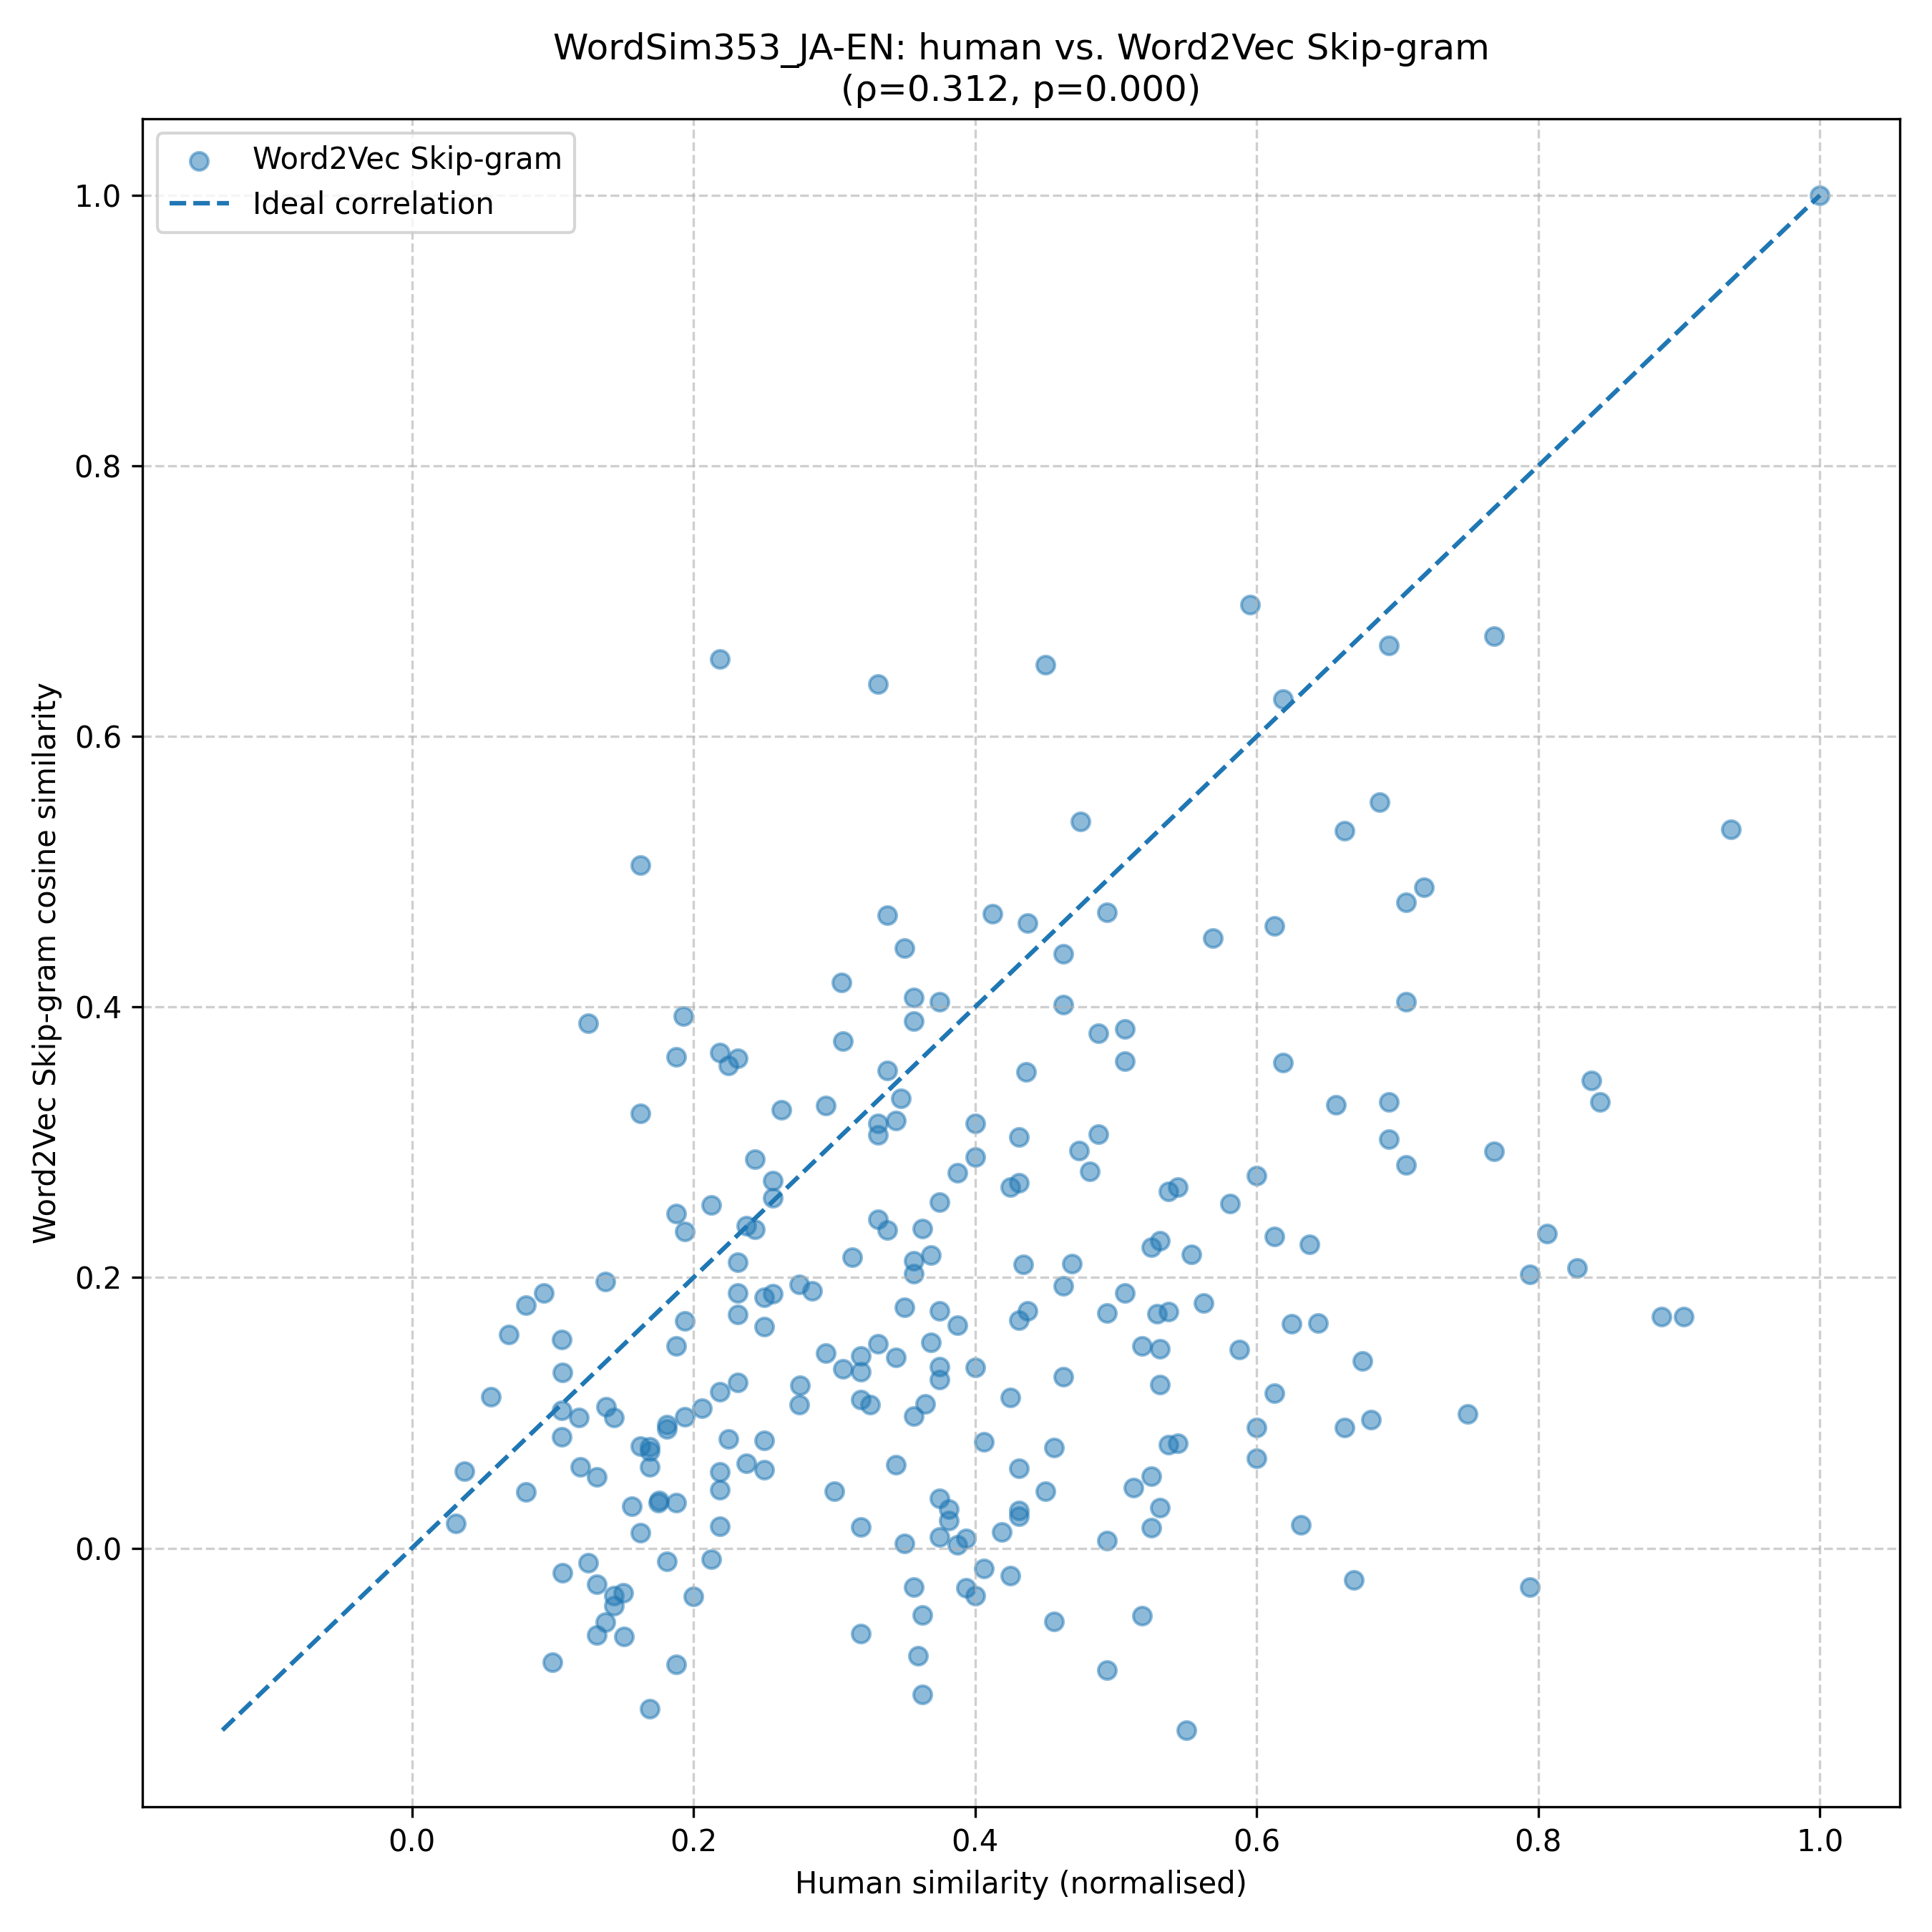 WordSim353_JA-EN: human vs. Word2Vec Skip-gram
(ρ=0.312, p=0.000)
Word2Vec Skip-gram
Ideal correlation
1.0
0.8
0.6
0.4
0.2
0.0
Word2Vec Skip-gram cosine similarity
0.0 0.2 0.4 0.6 0.8 1.0
Human similarity (normalised)